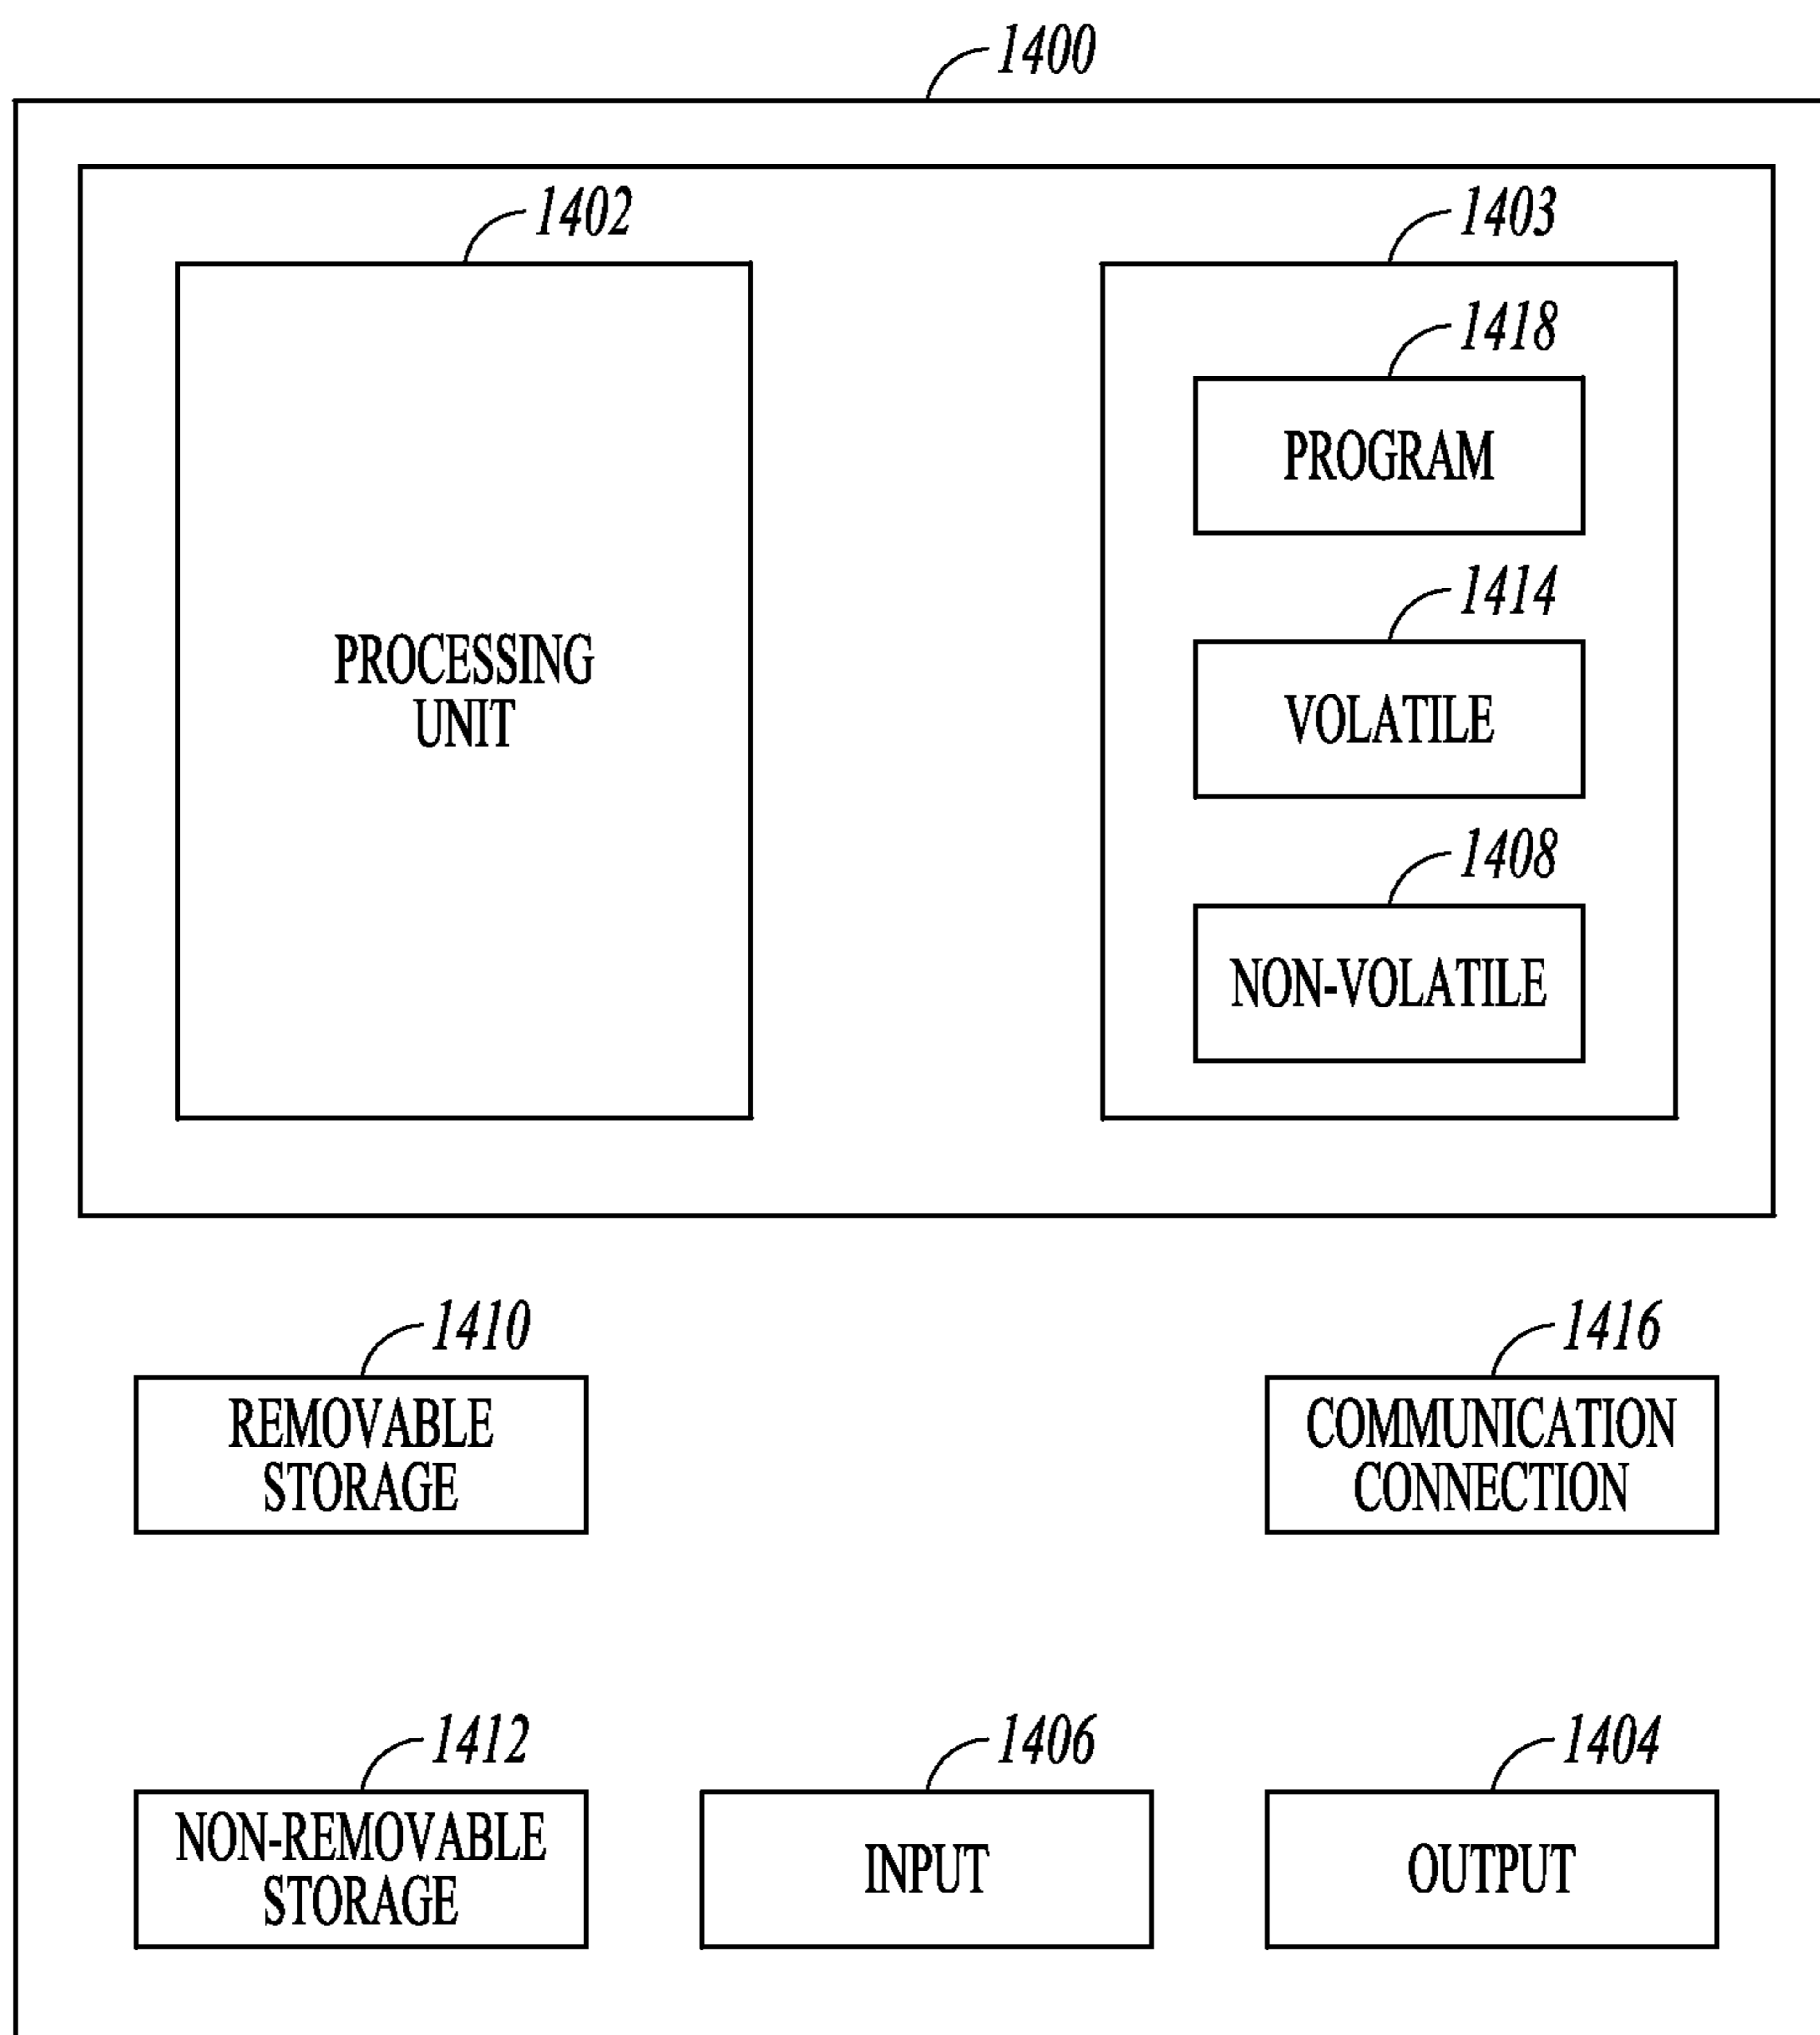 1400
1402
PROCESSING
UNIT
1403
1418
PROGRAM
1414
VOLATILE
1408
NON-VOLATILE
1410
REMOVABLE
STORAGE
1416
COMMUNICATION
CONNECTION
1412
NON-REMOVABLE
STORAGE
1406
INPUT
1404
OUTPUT